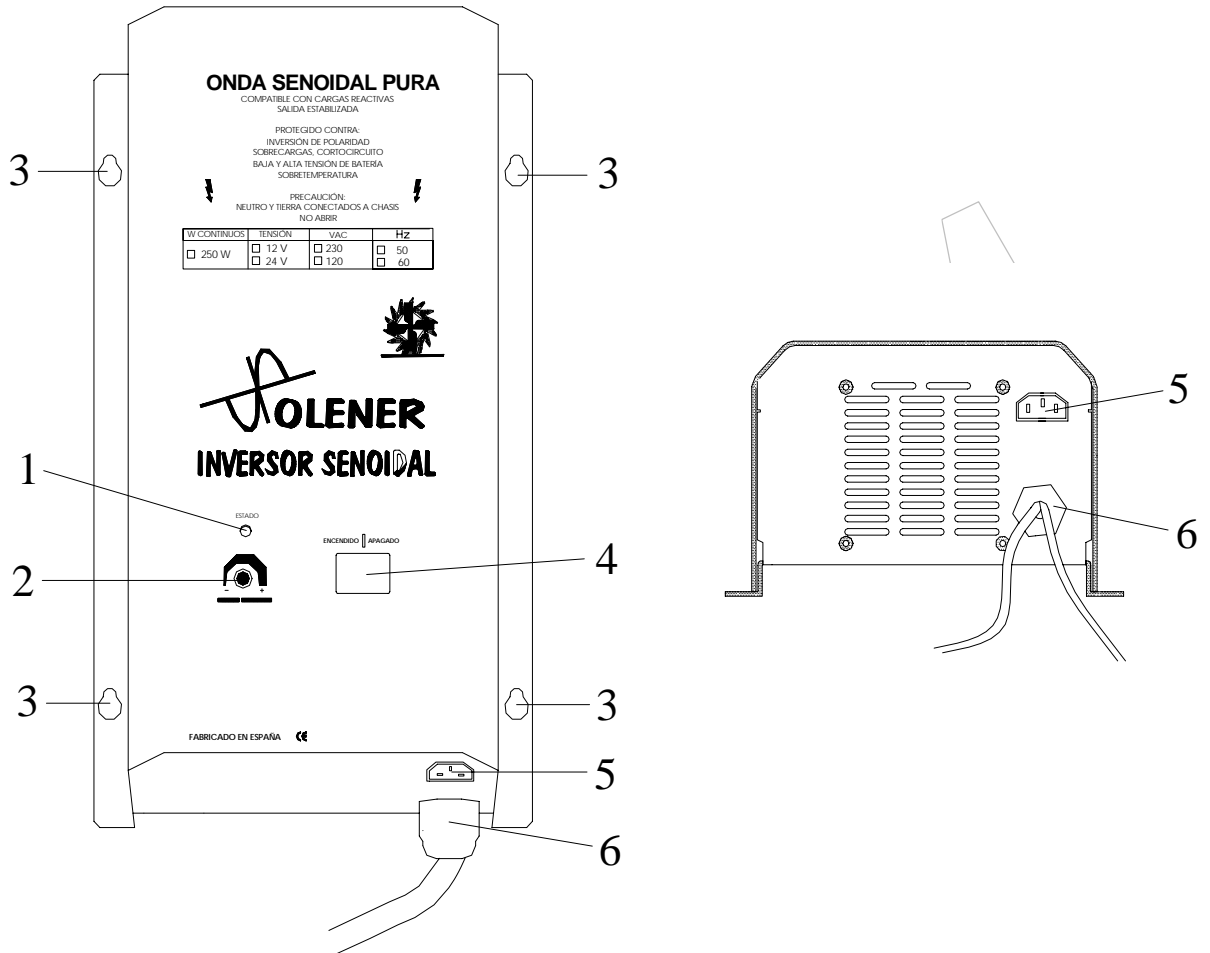 ONDA SENOIDAL PURA
COMPATIBLE CON CARGAS REACTIVAS
SALIDA ESTABILIZADA
PROTEGIDO CONTRA:
INVERSIÓN DE POLARIDAD
SOBRECARGAS, CORTOCIRCUITO
BAJA Y ALTA TENSIÓN DE BATERÍA
SOBRETEMPERATURA
PRECAUCIÓN:
NEUTRO Y TIERRA CONECTADOS A CHASIS
NO ABRIR
W CONTINUOS TENSIÓN VAC Hz
250 W 12 V 230 50
24 V 120 60
3
3
SOLENER
INVERSOR SENOIDAL
1
ESTADO
ENCENDIDO APAGADO
2
- +
4
3
3
FABRICADO EN ESPAÑA CE
5
6
5
6